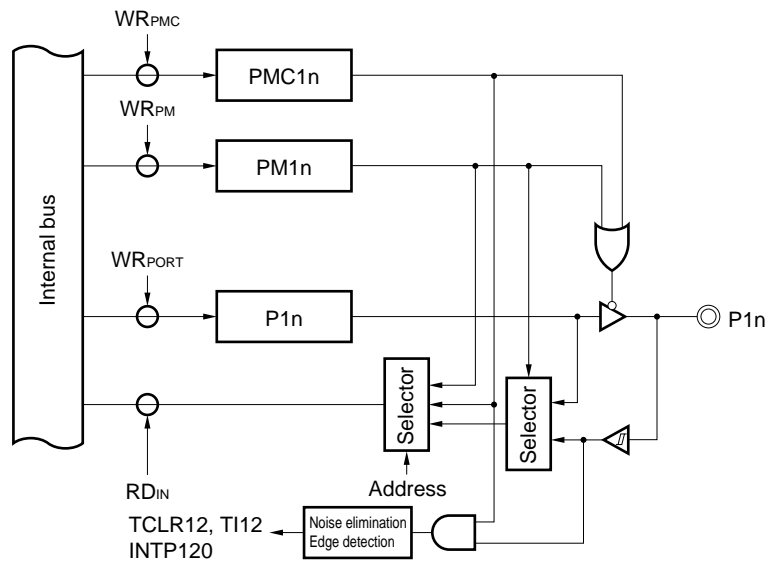 WRPMC
PMC1n
WRPM
PM1n
Internal bus
WRPORT
P1n
P1n
Selector
Selector
RDIN
Address
TCLR12, TI12
INTP120
Noise elimination
Edge detection